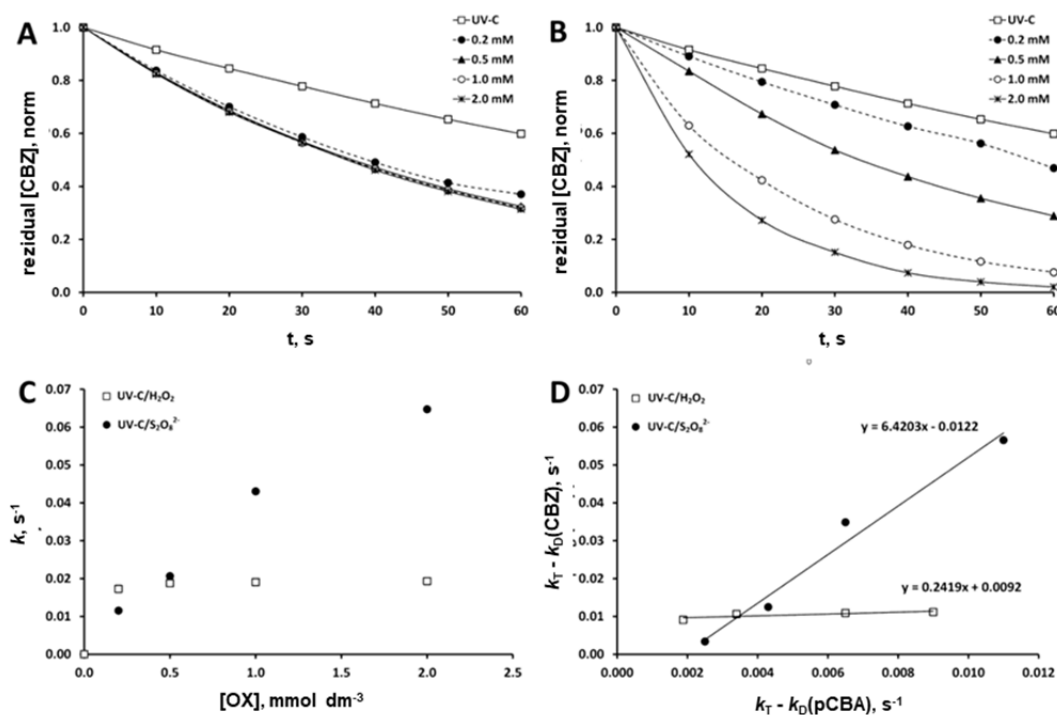 A
rezidual [CBZ], norm
1.0
0.8
0.6
0.4
0.2
0.0
0 10 20 30 40 50 60
t, s
UV-C
0.2 mM
0.5 mM
1.0 mM
2.0 mM
B
rezidual [CBZ], norm
1.0
0.8
0.6
0.4
0.2
0.0
0 10 20 30 40 50 60
t, s
UV-C
0.2 mM
0.5 mM
1.0 mM
2.0 mM
C
k, s⁻¹
0.07
0.06
0.05
0.04
0.03
0.02
0.01
0.00
0.0 0.5 1.0 1.5 2.0 2.5
[OX], mmol dm⁻³
UV-C/H₂O₂
UV-C/S₂O₈²⁻
D
kT - kD(CBZ), s⁻¹
0.07
0.06
0.05
0.04
0.03
0.02
0.01
0.00
0.000 0.002 0.004 0.006 0.008 0.010 0.012
kT - kD(pCBA), s⁻¹
UV-C/H₂O₂
UV-C/S₂O₈²⁻
y = 6.4203x - 0.0122
y = 0.2419x + 0.0092